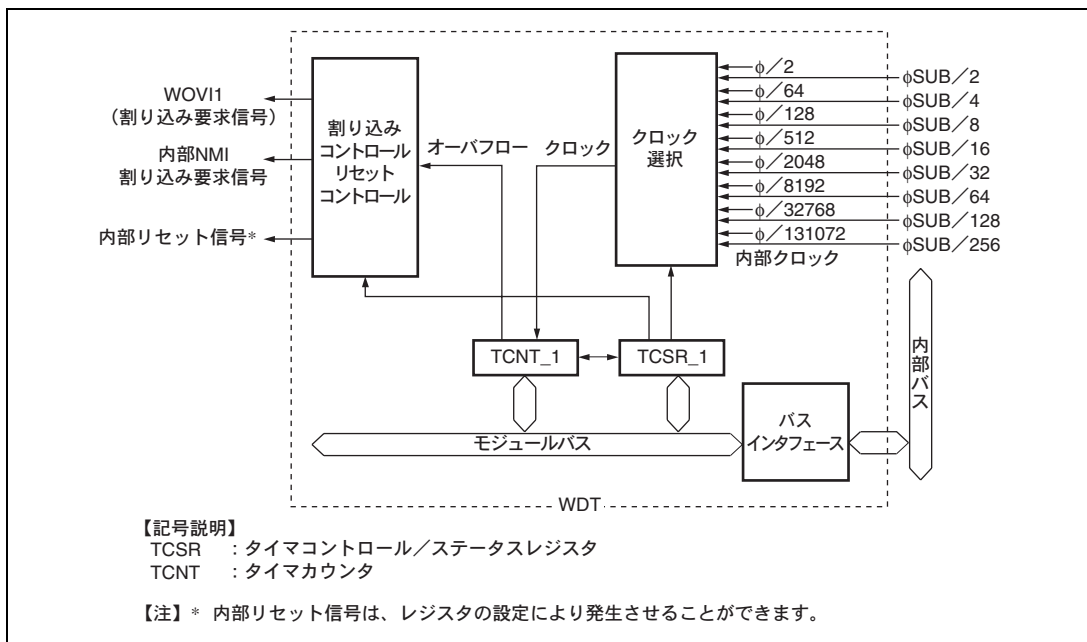 WOVI1
（割り込み要求信号）
内部NMI
割り込み要求信号
内部リセット信号*
割り込み
コントロール
リセット
コントロール
オーバフロー
クロック
クロック
選択
φ／2
φ／64
φ／128
φ／512
φ／2048
φ／8192
φ／32768
φ／131072
内部クロック
φSUB／2
φSUB／4
φSUB／8
φSUB／16
φSUB／32
φSUB／64
φSUB／128
φSUB／256
TCNT_1
TCSR_1
モジュールバス
バス
インタフェース
内部バス
WDT
【記号説明】
TCSR ：タイマコントロール／ステータスレジスタ
TCNT ：タイマカウンタ
【注】* 内部リセット信号は、レジスタの設定により発生させることができます。